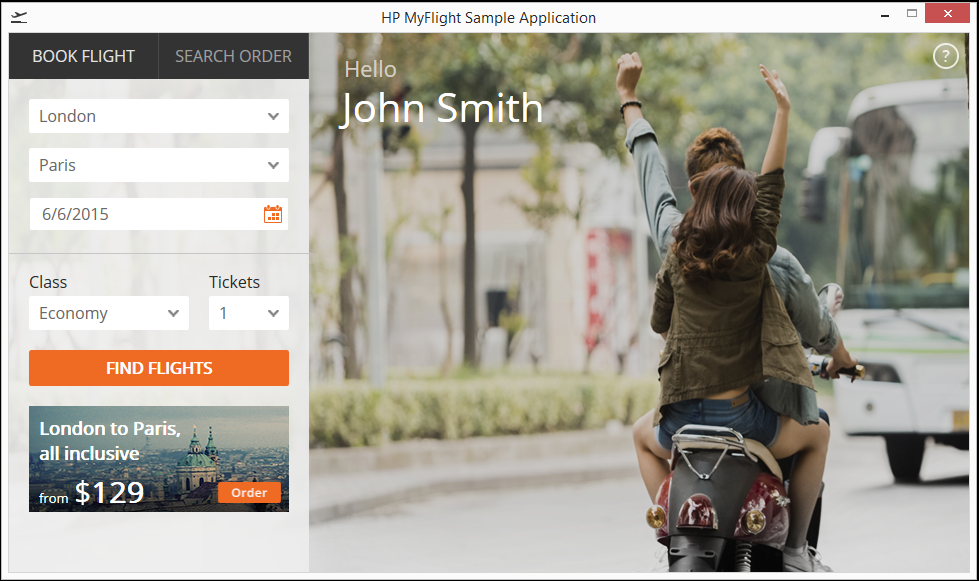 HP MyFlight Sample Application
BOOK FLIGHT
SEARCH ORDER
London
Paris
6/6/2015
Class
Tickets
Economy
1
FIND FLIGHTS
London to Paris,
all inclusive
from $129
Order
Hello
John Smith
?